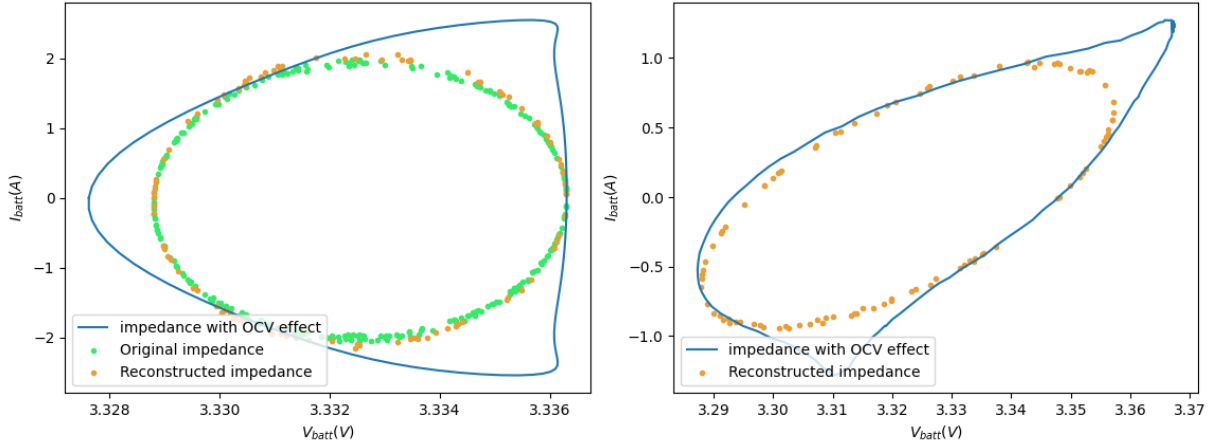 2
1
0
−1
−2
I_batt(A)
impedance with OCV effect
Original impedance
Reconstructed impedance
3.328 3.330 3.332 3.334 3.336
V_batt(V)
1.0
0.5
0.0
−0.5
−1.0
I_batt(A)
impedance with OCV effect
Reconstructed impedance
3.29 3.30 3.31 3.32 3.33 3.34 3.35 3.36 3.37
V_batt(V)